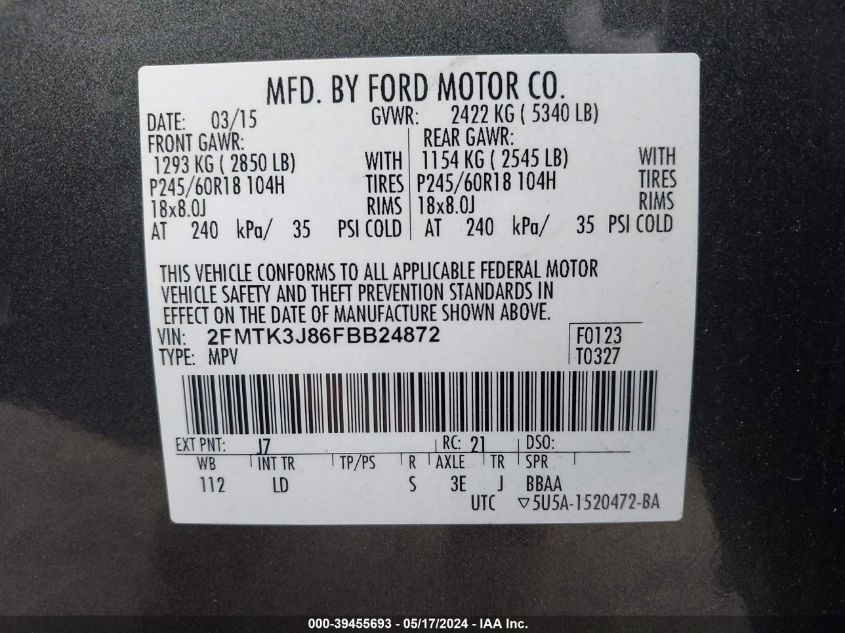 MFD. BY FORD MOTOR CO.
DATE: 03/15 GVWR: 2422 KG ( 5340 LB)
FRONT GAWR: REAR GAWR:
1293 KG ( 2850 LB) WITH 1154 KG ( 2545 LB) WITH
P245/60R18 104H TIRES P245/60R18 104H TIRES
18x8.0J RIMS 18x8.0J RIMS
AT 240 kPa/ 35 PSI COLD AT 240 kPa/ 35 PSI COLD
THIS VEHICLE CONFORMS TO ALL APPLICABLE FEDERAL MOTOR
VEHICLE SAFETY AND THEFT PREVENTION STANDARDS IN
EFFECT ON THE DATE OF MANUFACTURE SHOWN ABOVE.
VIN: 2FMTK3J86FBB24872 F0123
TYPE: MPV T0327
EXT PNT: J7 RC: 21 DSO:
WB INT TR TP/PS R AXLE TR SPR
112 LD S 3E J BBAA
UTC ▽5U5A-1520472-BA
000-39455693 - 05/17/2024 - IAA Inc.